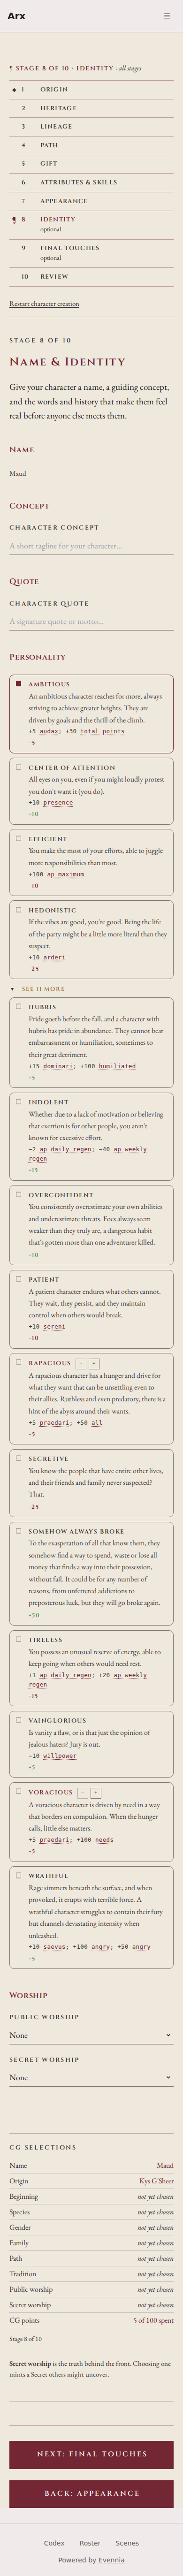 Arx
☰
¶ STAGE 8 OF 10 · IDENTITY · all stages
◆ 1 ORIGIN
2 HERITAGE
3 LINEAGE
4 PATH
5 GIFT
6 ATTRIBUTES & SKILLS
7 APPEARANCE
¶ 8 IDENTITY
optional
9 FINAL TOUCHES
optional
10 REVIEW
Restart character creation
STAGE 8 OF 10
NAME & IDENTITY
Give your character a name, a guiding concept,
and the words and history that make them feel
real before anyone else meets them.
NAME
Maud
CONCEPT
CHARACTER CONCEPT
A short tagline for your character...
QUOTE
CHARACTER QUOTE
A signature quote or motto...
PERSONALITY
AMBITIOUS
An ambitious character reaches for more, always
striving to achieve greater heights. They are
driven by goals and the thrill of the climb.
+5 audax; +30 total points
-5
CENTER OF ATTENTION
All eyes on you, even if you might loudly protest
you don't want it (you do).
+10 presence
+10
EFFICIENT
You make the most of your efforts, able to juggle
more responsibilities than most.
+100 ap maximum
-10
HEDONISTIC
If the vibes are good, you're going. Being the life
of the party might be a little more literal than they
suspect.
+10 arderi
-25
▾ SEE 11 MORE
HUBRIS
Pride goeth before the fall, and a character with
hubris has pride in abundance. They cannot bear
embarrassment or humiliation, sometimes to
their great detriment.
+15 dominari; +100 humiliated
+5
INDOLENT
Whether due to a lack of motivation or believing
that exertion is for other people, you aren't
known for excessive effort.
−2 ap daily regen; −40 ap weekly
regen
+15
OVERCONFIDENT
You consistently overestimate your own abilities
and underestimate threats. Foes always seem
weaker than they truly are, a dangerous habit
that's gotten more than one adventurer killed.
+10
PATIENT
A patient character endures what others cannot.
They wait, they persist, and they maintain
control when others would break.
+10 sereni
-10
RAPACIOUS − +
A rapacious character has a hunger and drive for
what they want that can be unsettling even to
their allies. Ruthless and even predatory, there is a
hint of the abyss around their wants.
+5 praedari; +50 all
-5
SECRETIVE
You know the people that have entire other lives,
and their friends and family never suspected?
That.
-25
SOMEHOW ALWAYS BROKE
To the exasperation of all that know them, they
somehow find a way to spend, waste or lose all
money that finds a way into their possession,
without fail. It could be for any number of
reasons, from unfettered addictions to
preposterous luck, but they will go broke again.
+50
TIRELESS
You possess an unusual reserve of energy, able to
keep going when others would need rest.
+1 ap daily regen; +20 ap weekly
regen
-15
VAINGLORIOUS
Is vanity a flaw, or is that just the opinion of
jealous haters? Jury is out.
−10 willpower
+5
VORACIOUS − +
A voracious character is driven by need in a way
that borders on compulsion. When the hunger
calls, little else matters.
+5 praedari; +100 needs
-5
WRATHFUL
Rage simmers beneath the surface, and when
provoked, it erupts with terrible force. A
wrathful character struggles to contain their fury
but channels devastating intensity when
unleashed.
+10 saevus; +100 angry; +50 angry
+5
WORSHIP
PUBLIC WORSHIP
None
SECRET WORSHIP
None
CG SELECTIONS
Name Maud
Origin Kys G'Sheer
Beginning not yet chosen
Species not yet chosen
Gender not yet chosen
Family not yet chosen
Path not yet chosen
Tradition not yet chosen
Public worship not yet chosen
Secret worship not yet chosen
CG points 5 of 100 spent
Stage 8 of 10
Secret worship is the truth behind the front. Choosing one
mints a Secret others might uncover.
NEXT: FINAL TOUCHES
BACK: APPEARANCE
Codex Roster Scenes
Powered by Evennia